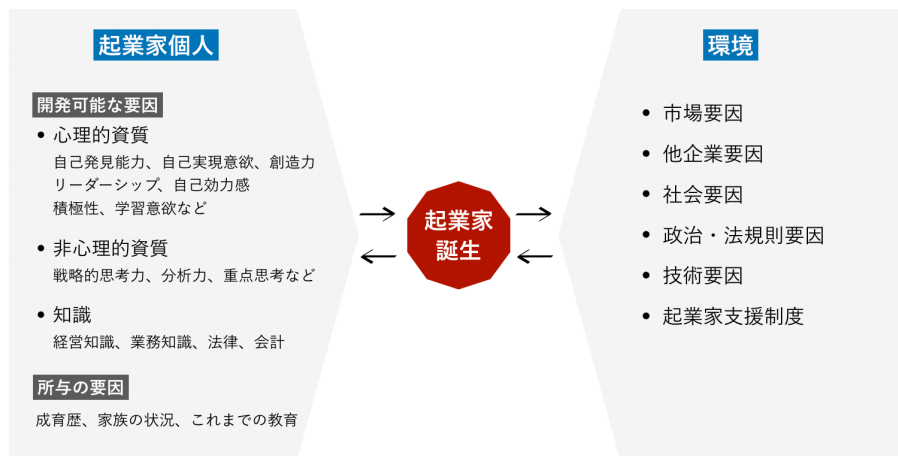 起業家個人
開発可能な要因
• 心理的資質
自己発見能力、自己実現意欲、創造力
リーダーシップ、自己効力感
積極性、学習意欲など
• 非心理的資質
戦略的思考力、分析力、重点思考など
• 知識
経営知識、業務知識、法律、会計
所与の要因
成育歴、家族の状況、これまでの教育
起業家
誕生
環境
• 市場要因
• 他企業要因
• 社会要因
• 政治・法規則要因
• 技術要因
• 起業家支援制度